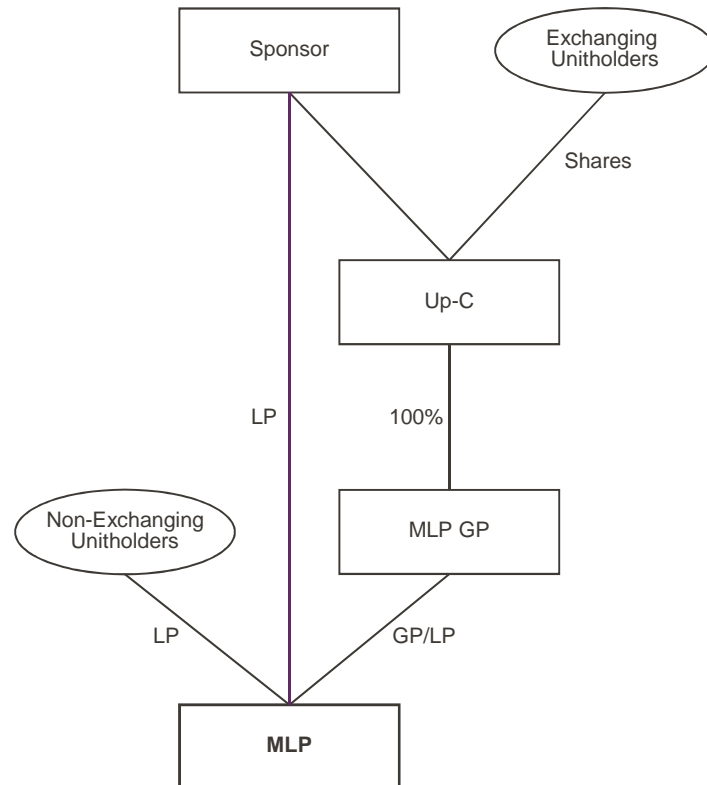 Sponsor
Exchanging
Unitholders
Shares
Up-C
LP
100%
Non-Exchanging
Unitholders
MLP GP
LP
GP/LP
MLP